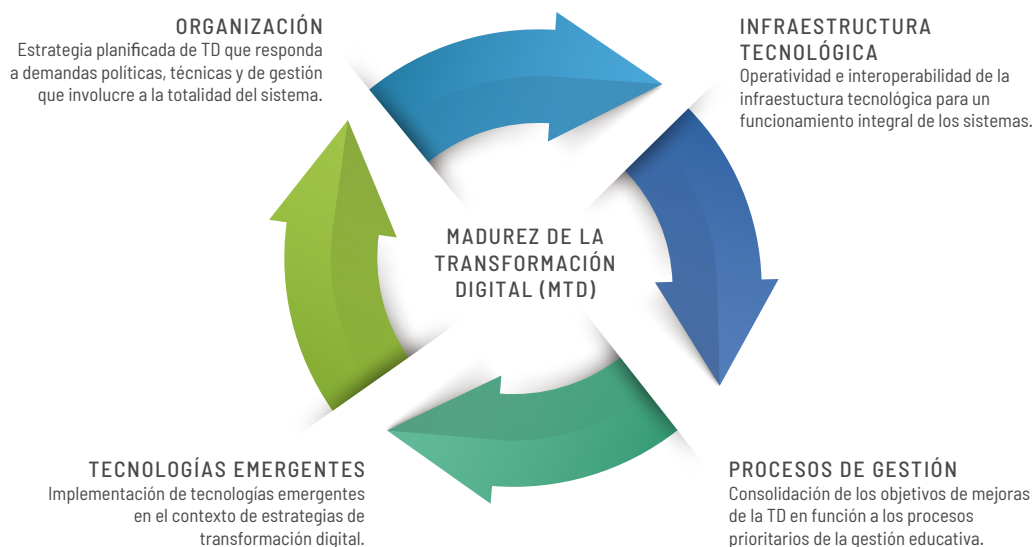 ORGANIZACIÓN
Estrategia planificada de TD que responda
a demandas políticas, técnicas y de gestión
que involucre a la totalidad del sistema.
INFRAESTRUCTURA
TECNOLÓGICA
Operatividad e interoperabilidad de la
infraestuctura tecnológica para un
funcionamiento integral de los sistemas.
MADUREZ DE LA
TRANSFORMACIÓN
DIGITAL (MTD)
TECNOLOGÍAS EMERGENTES
Implementación de tecnologías emergentes
en el contexto de estrategias de
transformación digital.
PROCESOS DE GESTIÓN
Consolidación de los objetivos de mejoras
de la TD en función a los procesos
prioritarios de la gestión educativa.